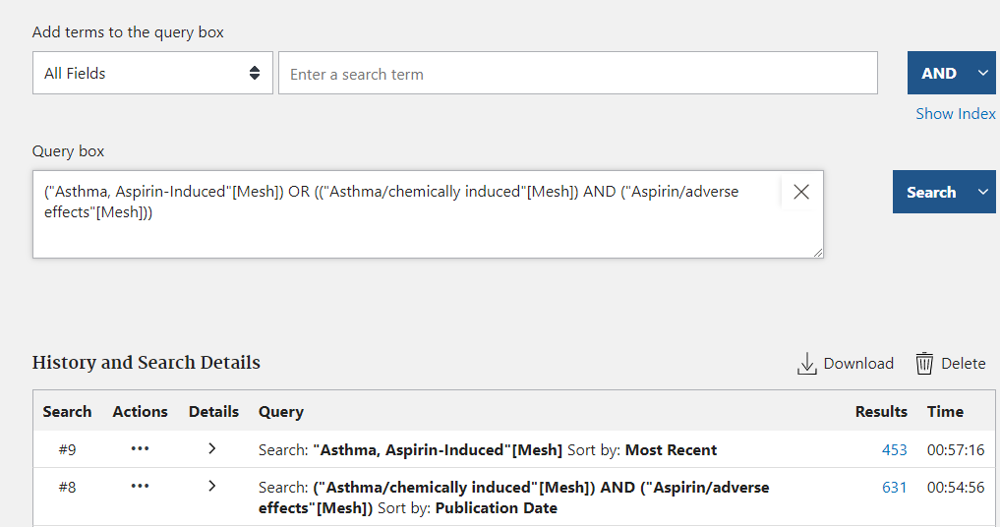 Add terms to the query box
All Fields
Enter a search term
AND
Show Index
Query box
("Asthma, Aspirin-Induced"[Mesh]) OR (("Asthma/chemically induced"[Mesh]) AND ("Aspirin/adverse
effects"[Mesh]))
Search
History and Search Details
Download
Delete
Search Actions Details Query Results Time
#9 Search: "Asthma, Aspirin-Induced"[Mesh] Sort by: Most Recent 453 00:57:16
#8 Search: ("Asthma/chemically induced"[Mesh]) AND ("Aspirin/adverse 631 00:54:56
effects"[Mesh]) Sort by: Publication Date